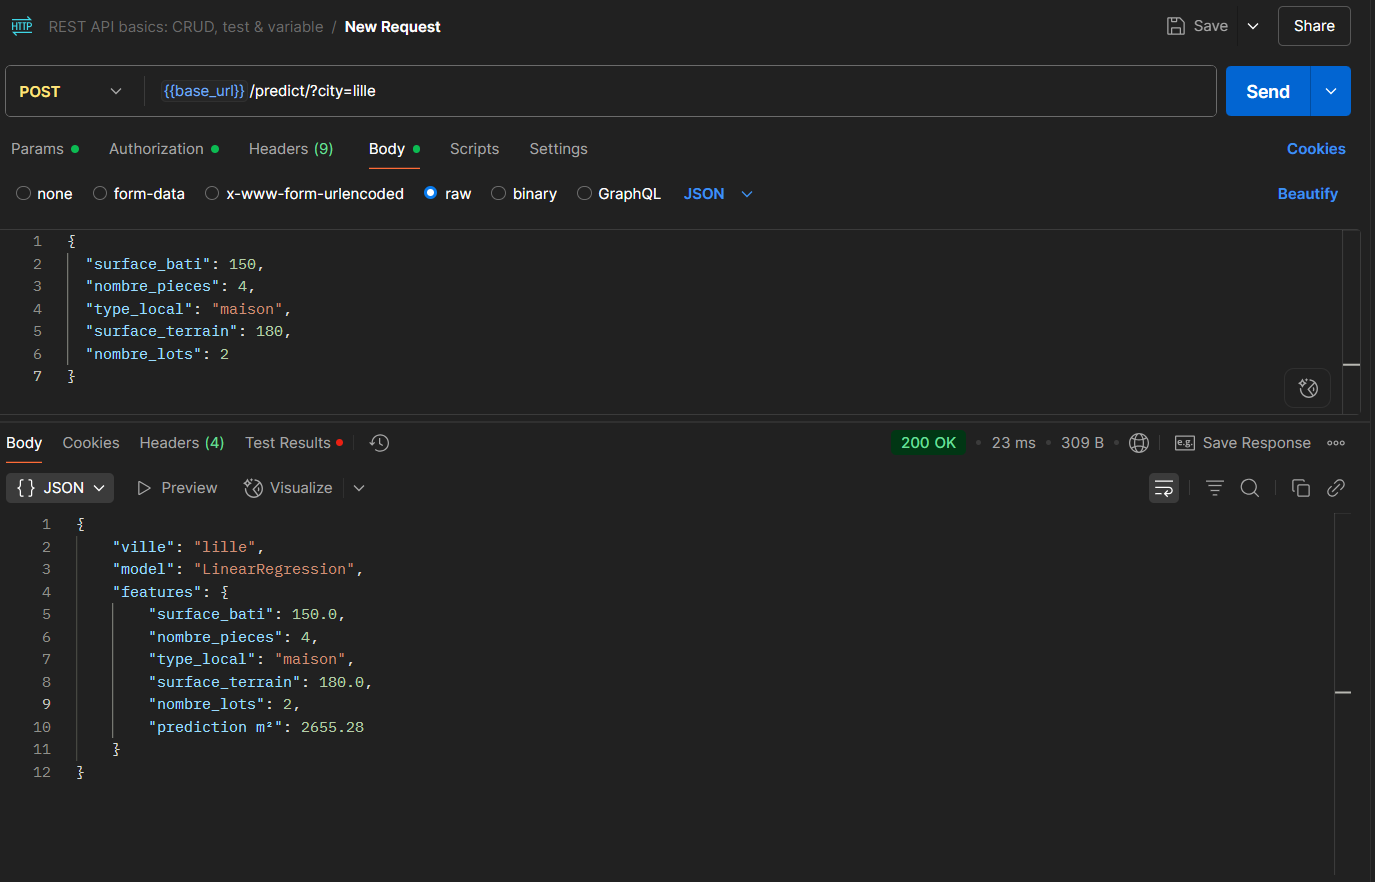 HTTP REST API basics: CRUD, test & variable / New Request Save Share
POST {{base_url}} /predict/?city=lille Send
Params Authorization Headers (9) Body Scripts Settings Cookies
none form-data x-www-form-urlencoded raw binary GraphQL JSON Beautify
1 {
2 "surface_bati": 150,
3 "nombre_pieces": 4,
4 "type_local": "maison",
5 "surface_terrain": 180,
6 "nombre_lots": 2
7 }
Body Cookies Headers (4) Test Results 200 OK 23 ms 309 B e.g. Save Response
{} JSON Preview Visualize
1 {
2 "ville": "lille",
3 "model": "LinearRegression",
4 "features": {
5 "surface_bati": 150.0,
6 "nombre_pieces": 4,
7 "type_local": "maison",
8 "surface_terrain": 180.0,
9 "nombre_lots": 2,
10 "prediction m²": 2655.28
11 }
12 }